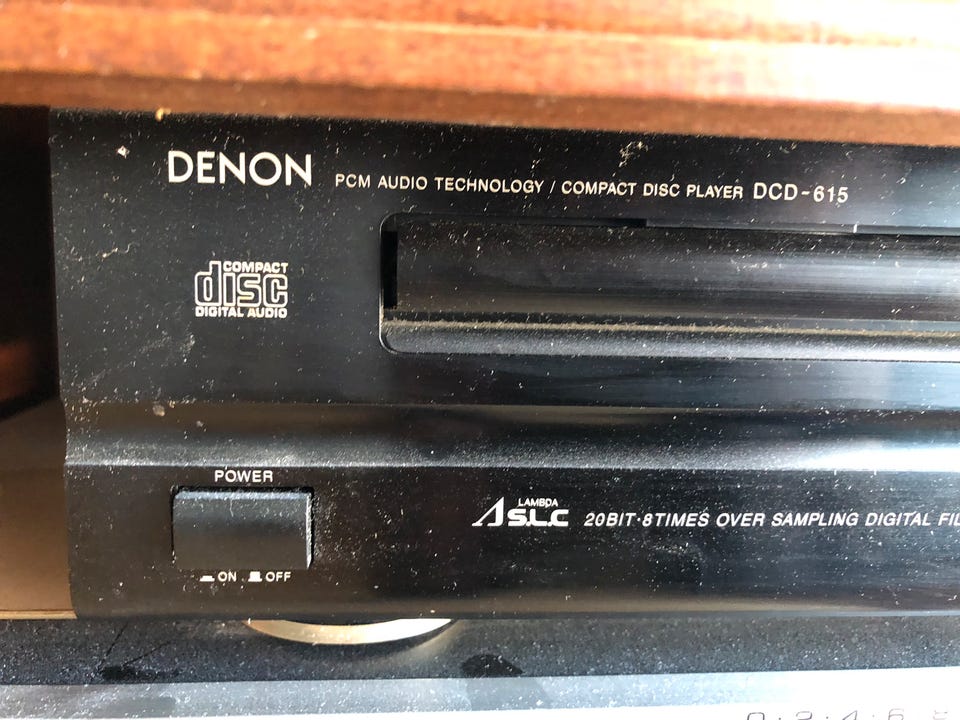 DENON PCM AUDIO TECHNOLOGY / COMPACT DISC PLAYER DCD-615
COMPACT
disc
DIGITAL AUDIO
POWER
ON OFF
LAMBDA
S.L.C 20BIT·8TIMES OVER SAMPLING DIGITAL